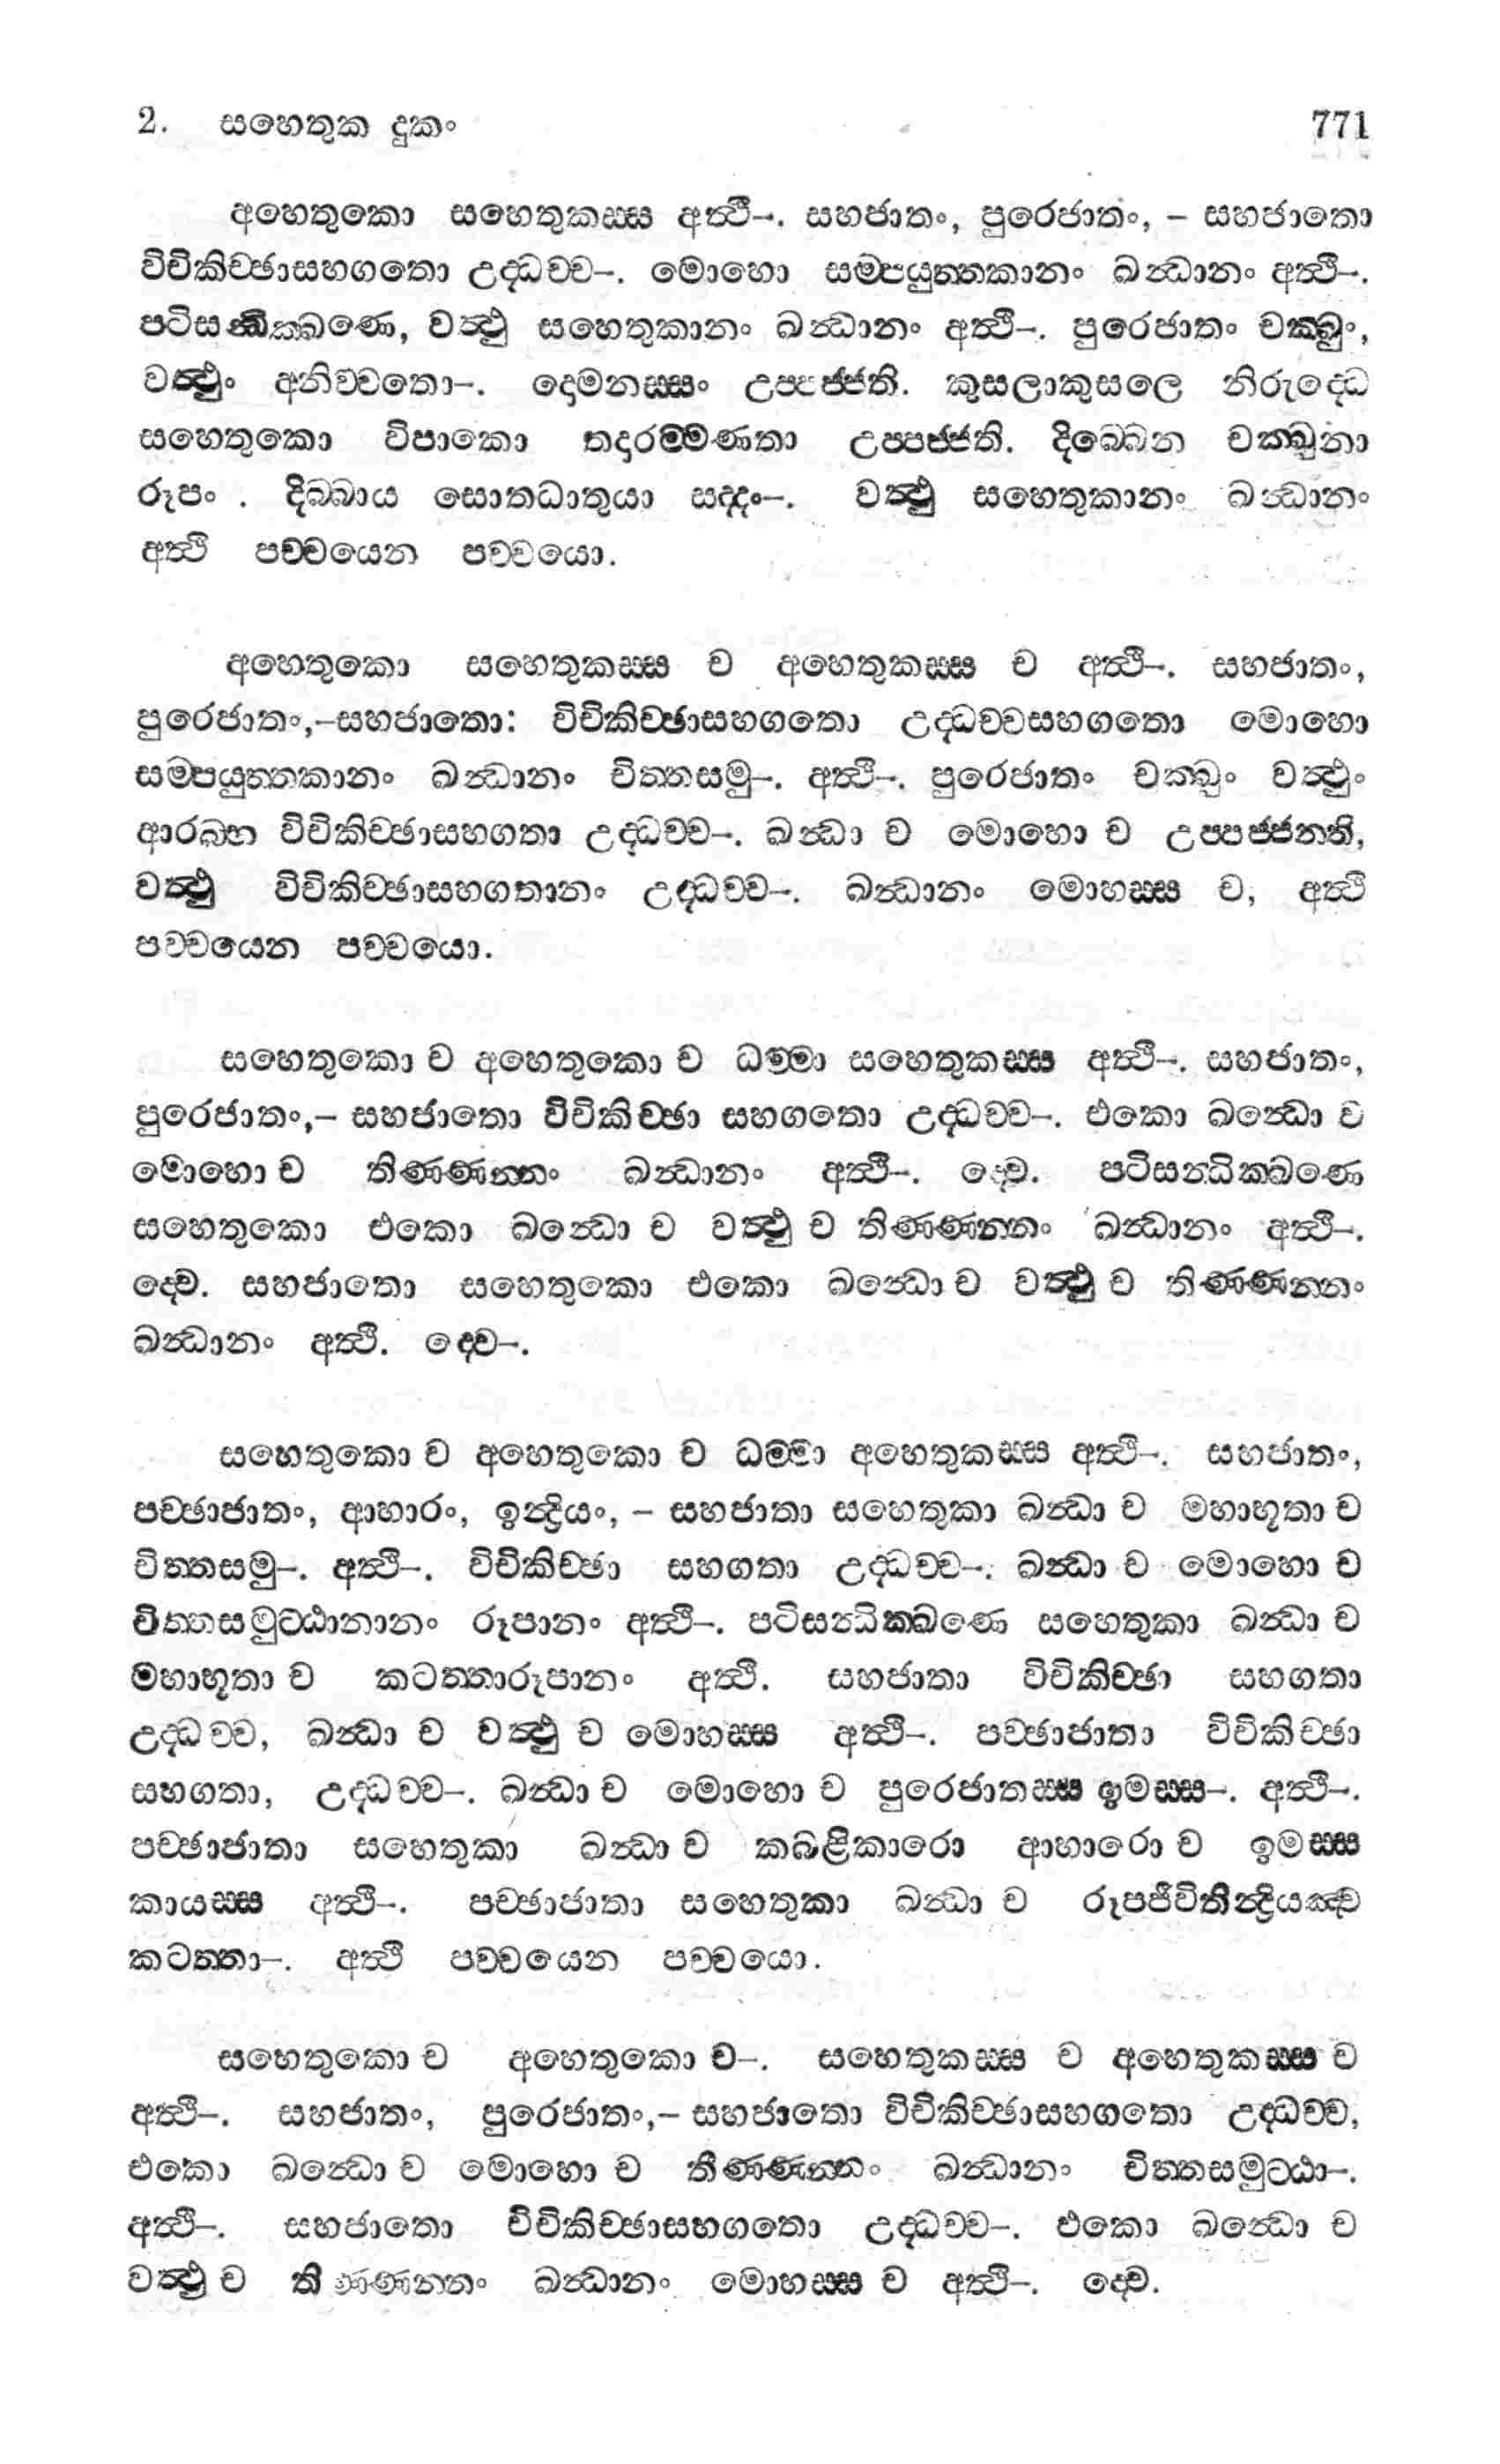 2. සහෙතුක දුකං 771
අහෙතුකො සහෙතුකස්ස අත්ථි–. සහජාතං, පුරෙජාතං, – සහජාතො
විචිකිච්ඡාසහගතො උද්ධච්ච–. මොහො සම්පයුත්තකානං ඛන්ධානං අත්ථි–.
පටිසන්ධික්ඛණෙ, වත්ථු සහෙතුකානං ඛන්ධානං අත්ථි–. පුරෙජාතං චක්ඛුං,
වත්ථුං අනිච්චතො–. දොමනස්සං උප්පජ්ජති. කුසලාකුසලෙ නිරුද්ධෙ
සහෙතුකො විපාකො තදාරම්මණතා උප්පජ්ජති. දිබ්බෙන චක්ඛුනා
රූපං . දිබ්බාය සොතධාතුයා සද්දං–. වත්ථු සහෙතුකානං ඛන්ධානං
අත්ථි පච්චයෙන පච්චයො.
අහෙතුකො සහෙතුකස්ස ච අහෙතුකස්ස ච අත්ථි–. සහජාතං,
පුරෙජාතං,–සහජාතො: විචිකිච්ඡාසහගතො උද්ධච්චසහගතො මොහො
සම්පයුත්තකානං ඛන්ධානං චිත්තසමු–. අත්ථි–. පුරෙජාතං චක්ඛුං වත්ථුං
ආරබ්භ විචිකිච්ඡාසහගතා උද්ධච්ච–. ඛන්ධා ච මොහො ච උප්පජ්ජන්ති,
වත්ථු විචිකිච්ඡාසහගතානං උද්ධච්ච–. ඛන්ධානං මොහස්ස ච, අත්ථි
පච්චයෙන පච්චයො.
සහෙතුකො ච අහෙතුකො ච ධම්මා සහෙතුකස්ස අත්ථි–. සහජාතං,
පුරෙජාතං,– සහජාතො විචිකිච්ඡා සහගතො උද්ධච්ච–. එකො ඛන්ධො ච
මොහො ච තිණ්ණන්නං ඛන්ධානං අත්ථි–. ද්වෙ. පටිසන්ධික්ඛණෙ
සහෙතුකො එකො ඛන්ධො ච වත්ථු ච තිණ්ණන්නං ඛන්ධානං අත්ථි–.
ද්වෙ. සහජාතො සහෙතුකො එකො ඛන්ධො ච වත්ථු ච තිණ්ණන්නං
ඛන්ධානං අත්ථි. ද්වෙ–.
සහෙතුකො ච අහෙතුකො ච ධම්මා අහෙතුකස්ස අත්ථි–. සහජාතං,
පච්ඡාජාතං, ආහාරං, ඉන්ද්‍රියං, – සහජාතා සහෙතුකා ඛන්ධා ච මහාභූතා ච
චිත්තසමු–. අත්ථි–. විචිකිච්ඡා සහගතා උද්ධච්ච–. ඛන්ධා ච මොහො ච
චිත්තසමුට්ඨානානං රූපානං අත්ථි–. පටිසන්ධික්ඛණෙ සහෙතුකා ඛන්ධා ච
මහාභූතා ච කටත්තාරූපානං අත්ථි. සහජාතා විචිකිච්ඡා සහගතා
උද්ධච්ච, ඛන්ධා ච වත්ථු ච මොහස්ස අත්ථි–. පච්ඡාජාතා විචිකිච්ඡා
සහගතා, උද්ධච්ච–. ඛන්ධා ච මොහො ච පුරෙජාතස්ස ඉමස්ස–. අත්ථි–.
පච්ඡාජාතා සහෙතුකා ඛන්ධා ච කබළිකාරො ආහාරො ච ඉමස්ස
කායස්ස අත්ථි–. පච්ඡාජාතා සහෙතුකා ඛන්ධා ච රූපජීවිතින්ද්‍රියඤ්ච
කටත්තා–. අත්ථි පච්චයෙන පච්චයො.
සහෙතුකො ච අහෙතුකො ච–. සහෙතුකස්ස ච අහෙතුකස්ස ච
අත්ථි–. සහජාතං, පුරෙජාතං,– සහජාතො විචිකිච්ඡාසහගතො උද්ධච්ච,
එකො ඛන්ධො ච මොහො ච තීණ්ණන්නං ඛන්ධානං චිත්තසමුට්ඨා–.
අත්ථි–. සහජාතො විචිකිච්ඡාසහගතො උද්ධච්ච–. එකො ඛන්ධො ච
වත්ථු ච තිණ්ණන්නං ඛන්ධානං මොහස්ස ච අත්ථි–. ද්වෙ.